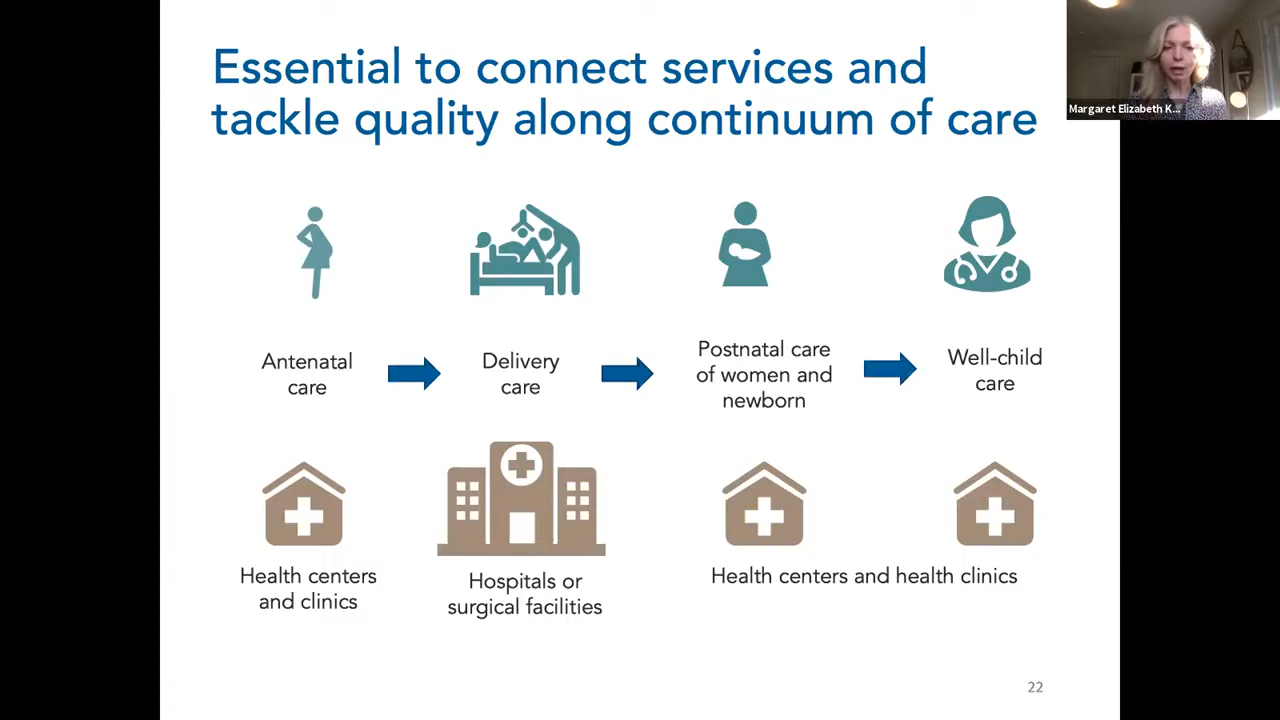 Essential to connect services and
tackle quality along continuum of care
Margaret Elizabeth K...
Antenatal
care
Delivery
care
Postnatal care
of women and
newborn
Well-child
care
Health centers
and clinics
Hospitals or
surgical facilities
Health centers and health clinics
22